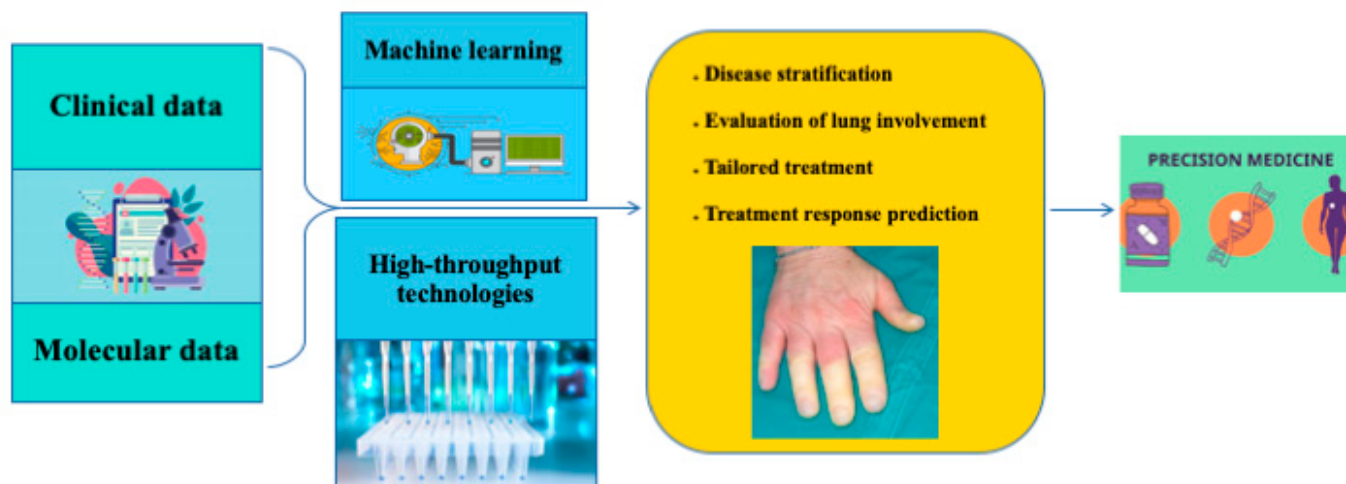 Clinical data
Molecular data
Machine learning
High-throughput
technologies
. Disease stratification
. Evaluation of lung involvement
. Tailored treatment
. Treatment response prediction
PRECISION MEDICINE